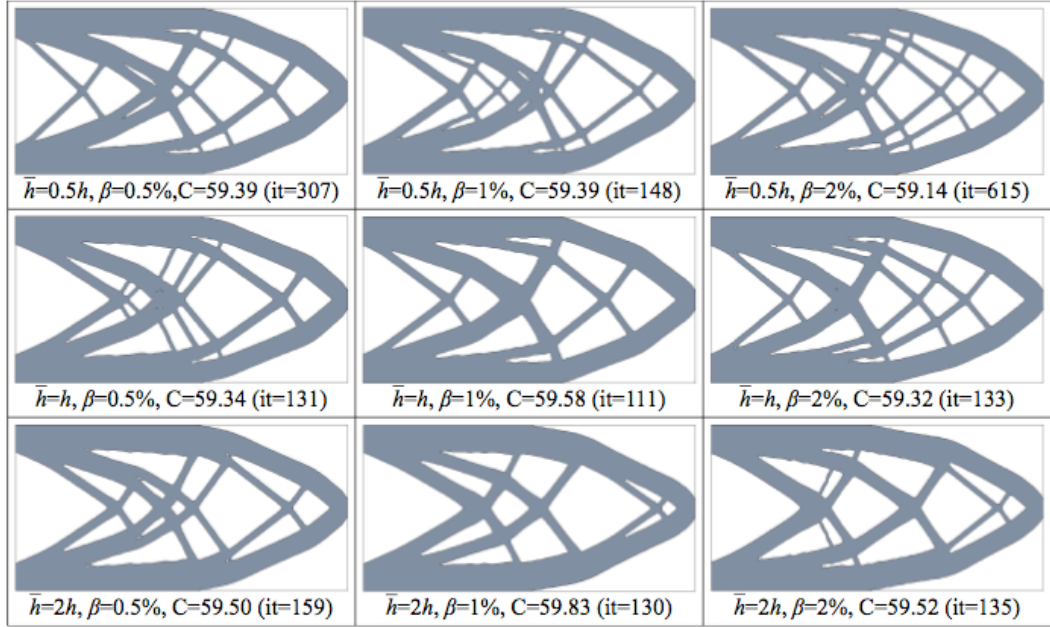 h̅=0.5h, β=0.5%,C=59.39 (it=307)
h̅=0.5h, β=1%, C=59.39 (it=148)
h̅=0.5h, β=2%, C=59.14 (it=615)
h̅=h, β=0.5%, C=59.34 (it=131)
h̅=h, β=1%, C=59.58 (it=111)
h̅=h, β=2%, C=59.32 (it=133)
h̅=2h, β=0.5%, C=59.50 (it=159)
h̅=2h, β=1%, C=59.83 (it=130)
h̅=2h, β=2%, C=59.52 (it=135)